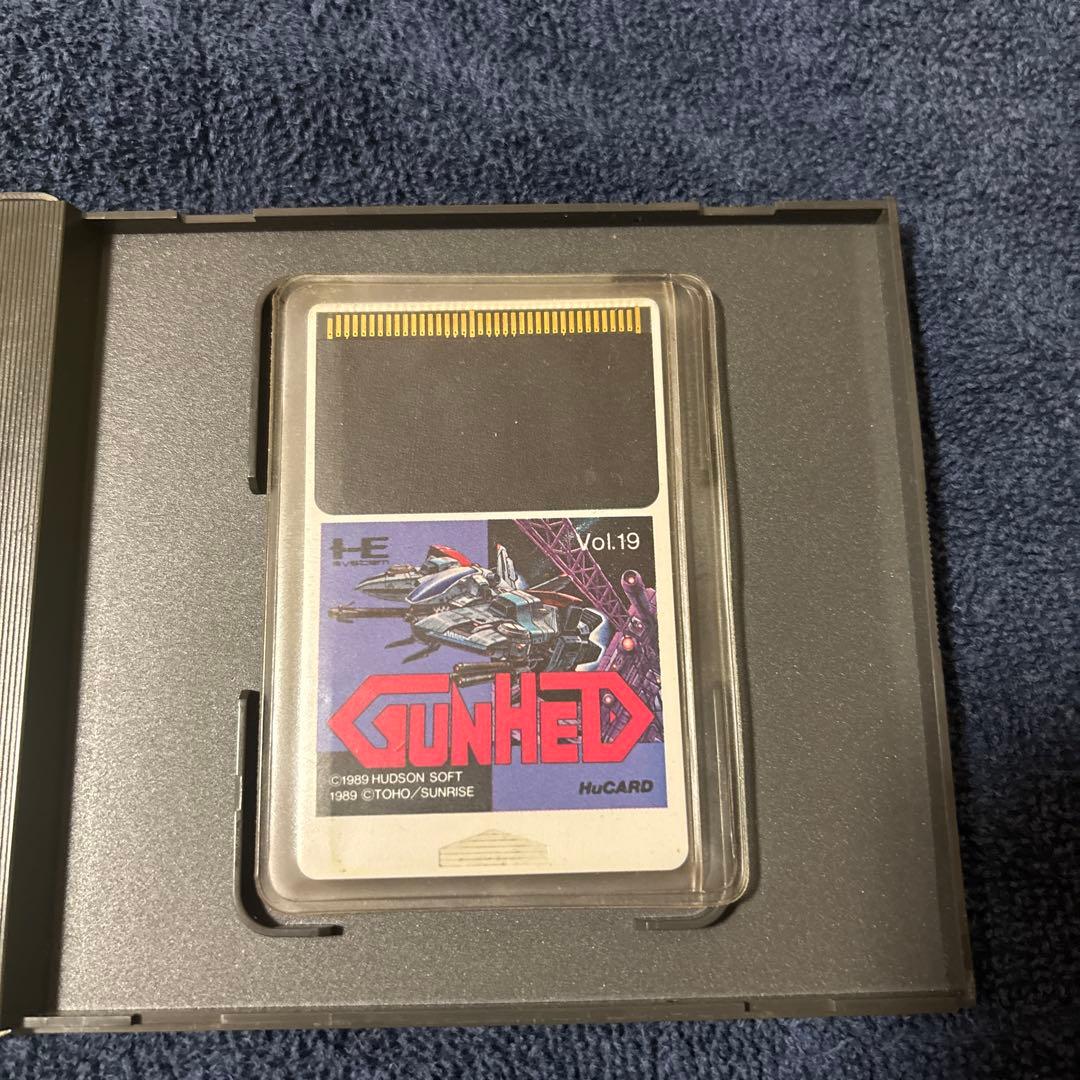 Vol.19
HE
SYSTEM
GUNHED
©1989 HUDSON SOFT
1989 ©TOHO/SUNRISE
HuCARD